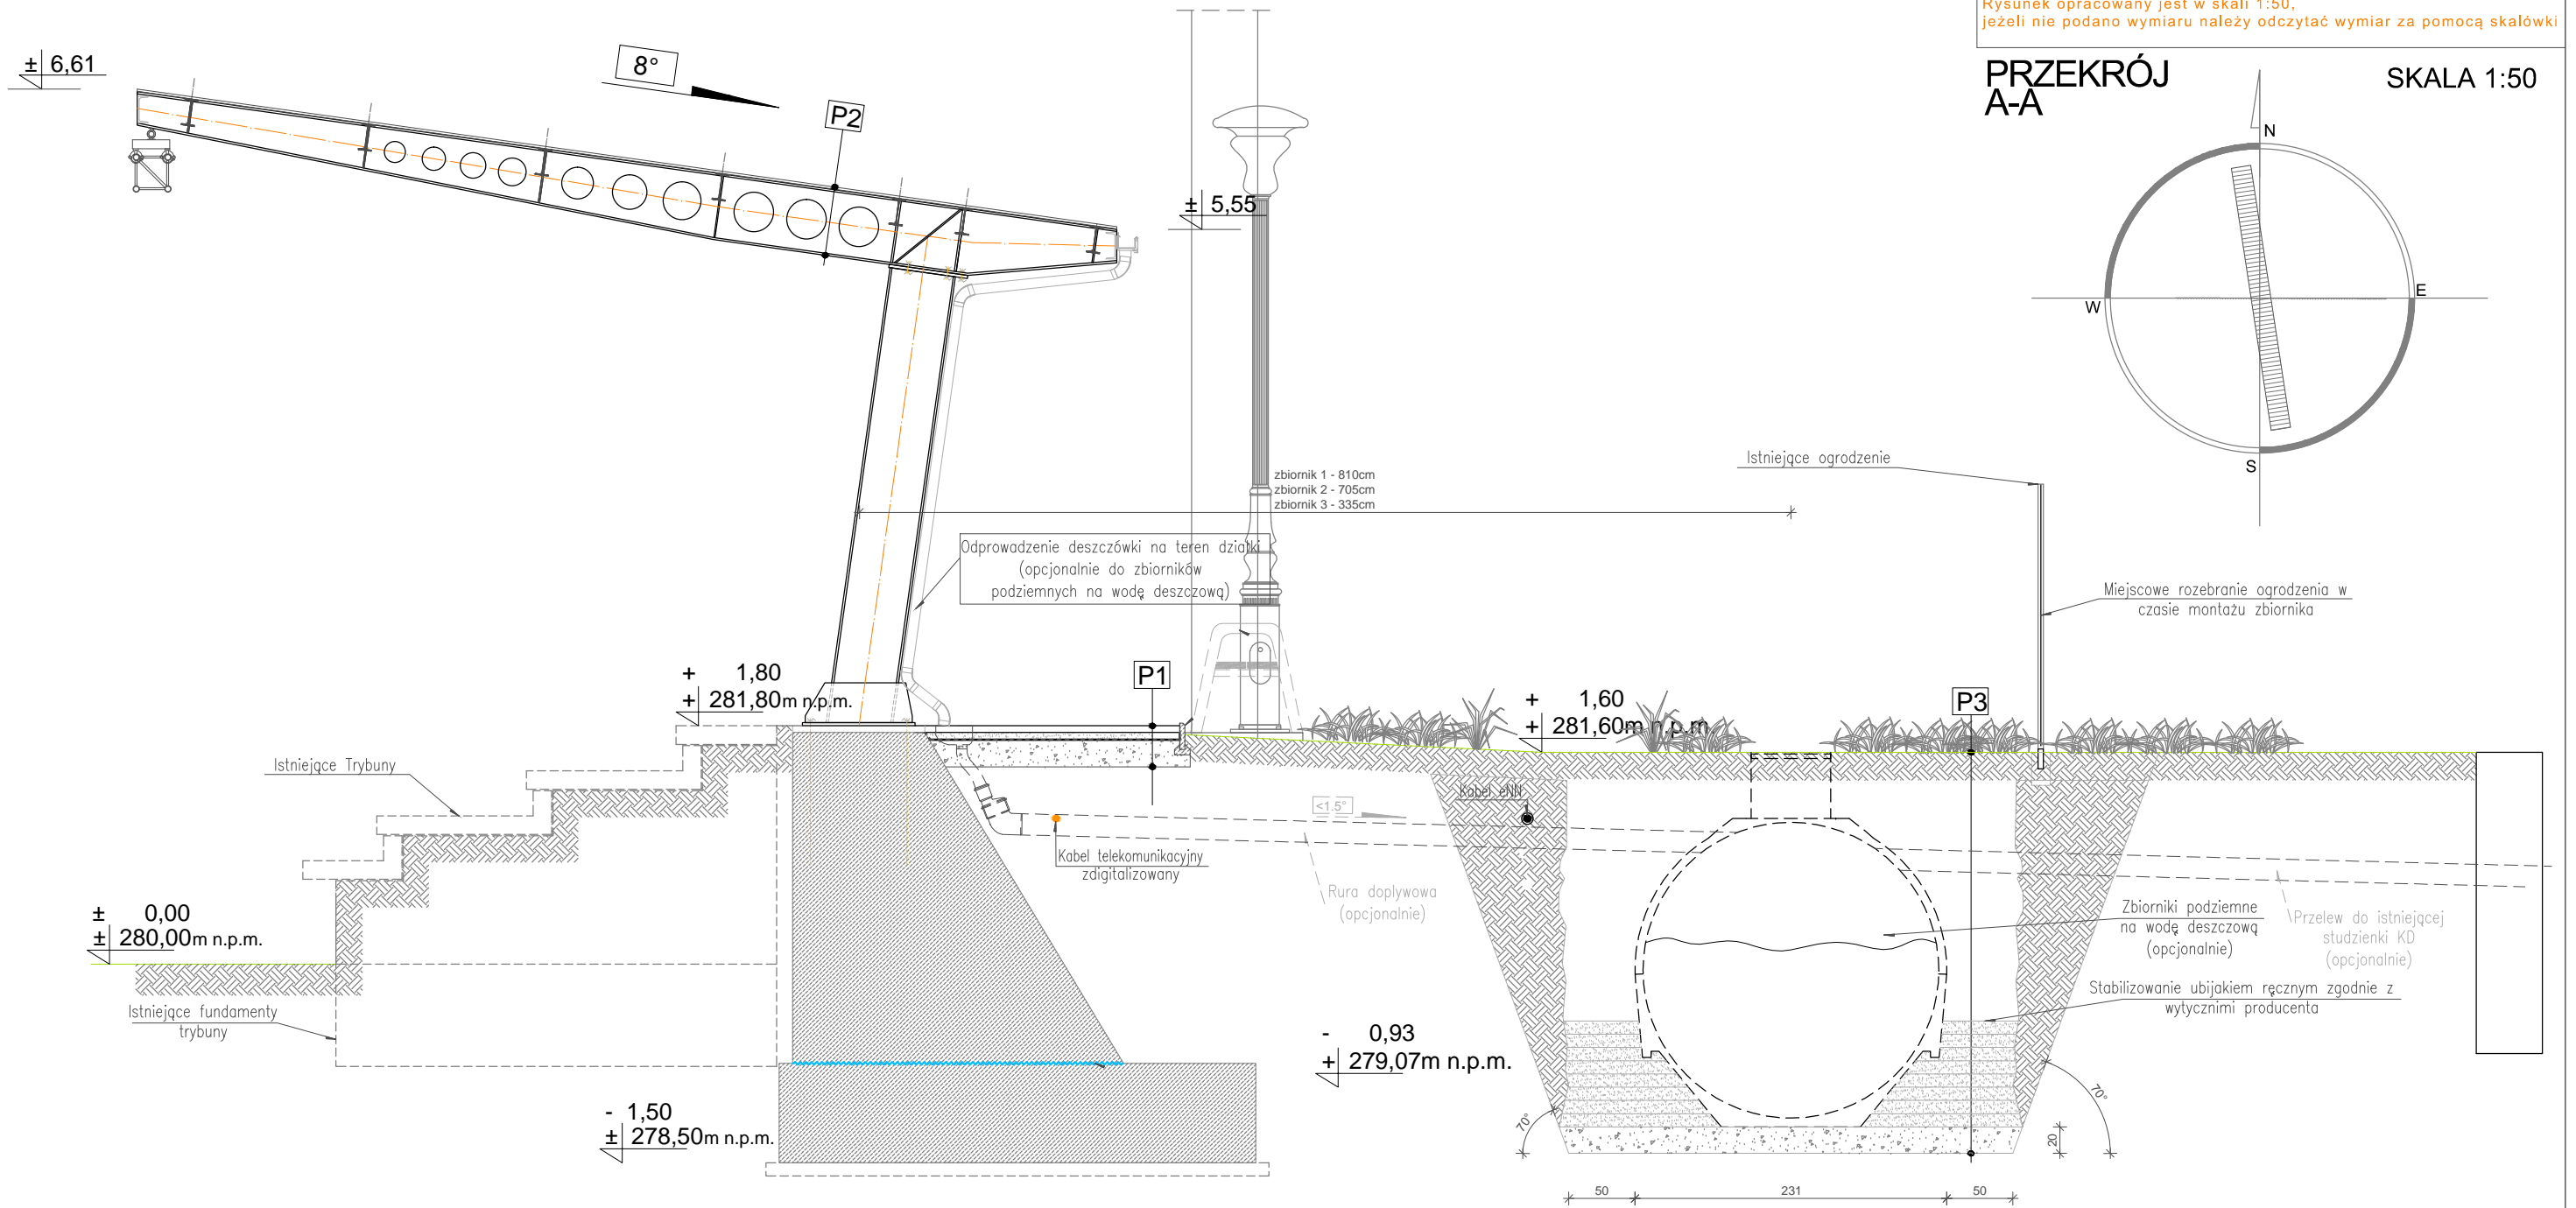 Rysunek opracowany jest w skali 1:50,
jeżeli nie podano wymiaru należy odczytać wymiar za pomocą skalówki
PRZEKRÓJ
A-A
SKALA 1:50
N
W
E
S
± 6,61
8°
P2
± 5,55
zbiornik 1 - 810cm
zbiornik 2 - 705cm
zbiornik 3 - 335cm
Istniejące ogrodzenie
Odprowadzenie deszczówki na teren działki
(opcjonalnie do zbiorników
podziemnych na wodę deszczową)
Miejscowe rozebranie ogrodzenia w
czasie montażu zbiornika
+ 1,80
+ 281,80m n.p.m.
P1
+ 1,60
+ 281,60m n.p.m.
P3
Istniejące Trybuny
Kabel eNN
<1.5°
Kabel telekomunikacyjny
zdigitalizowany
Rura dopływowa
(opcjonalnie)
± 0,00
± 280,00m n.p.m.
Zbiorniki podziemne
na wodę deszczową
(opcjonalnie)
Przelew do istniejącej
studzienki KD
(opcjonalnie)
Stabilizowanie ubijakiem ręcznym zgodnie z
wytycznimi producenta
Istniejące fundamenty
trybuny
- 0,93
+ 279,07m n.p.m.
- 1,50
± 278,50m n.p.m.
70°
70°
20
50
231
50